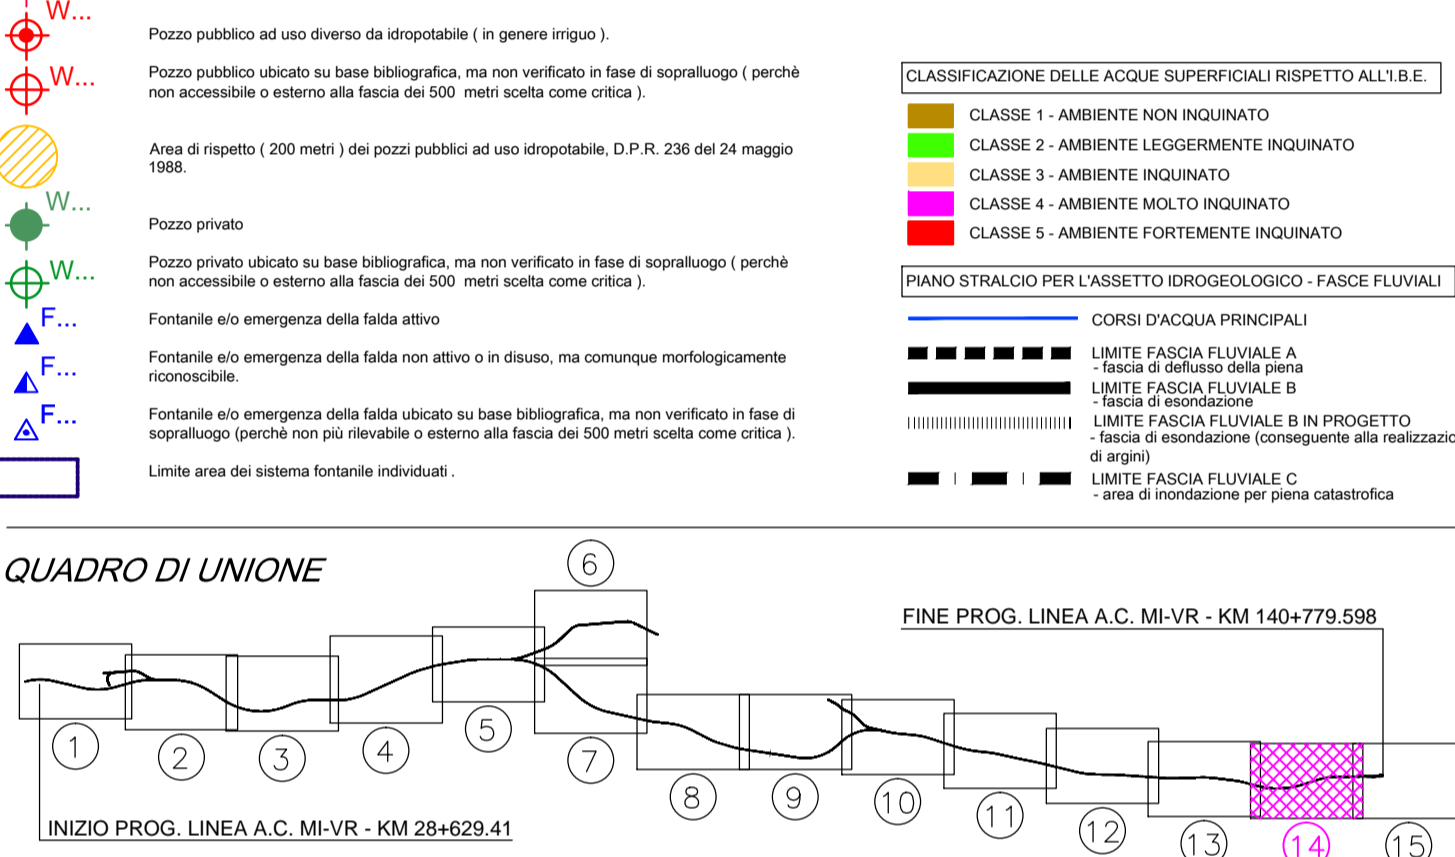 W...
Pozzo pubblico ad uso diverso da idropotabile ( in genere irriguo ).
W...
Pozzo pubblico ubicato su base bibliografica, ma non verificato in fase di sopralluogo ( perchè
non accessibile o esterno alla fascia dei 500 metri scelta come critica ).
Area di rispetto ( 200 metri ) dei pozzi pubblici ad uso idropotabile, D.P.R. 236 del 24 maggio
1988.
W...
Pozzo privato
W...
Pozzo privato ubicato su base bibliografica, ma non verificato in fase di sopralluogo ( perchè
non accessibile o esterno alla fascia dei 500 metri scelta come critica ).
F...
Fontanile e/o emergenza della falda attivo
F...
Fontanile e/o emergenza della falda non attivo o in disuso, ma comunque morfologicamente
riconoscibile.
F...
Fontanile e/o emergenza della falda ubicato su base bibliografica, ma non verificato in fase di
sopralluogo (perchè non più rilevabile o esterno alla fascia dei 500 metri scelta come critica ).
Limite area dei sistema fontanile individuati .
CLASSIFICAZIONE DELLE ACQUE SUPERFICIALI RISPETTO ALL'I.B.E.
CLASSE 1 - AMBIENTE NON INQUINATO
CLASSE 2 - AMBIENTE LEGGERMENTE INQUINATO
CLASSE 3 - AMBIENTE INQUINATO
CLASSE 4 - AMBIENTE MOLTO INQUINATO
CLASSE 5 - AMBIENTE FORTEMENTE INQUINATO
PIANO STRALCIO PER L'ASSETTO IDROGEOLOGICO - FASCE FLUVIALI
CORSI D'ACQUA PRINCIPALI
LIMITE FASCIA FLUVIALE A
- fascia di deflusso della piena
LIMITE FASCIA FLUVIALE B
- fascia di esondazione
LIMITE FASCIA FLUVIALE B IN PROGETTO
- fascia di esondazione (conseguente alla realizzazio
di argini)
LIMITE FASCIA FLUVIALE C
- area di inondazione per piena catastrofica
QUADRO DI UNIONE
FINE PROG. LINEA A.C. MI-VR - KM 140+779.598
INIZIO PROG. LINEA A.C. MI-VR - KM 28+629.41
1
2
3
4
5
6
7
8
9
10
11
12
13
14
15